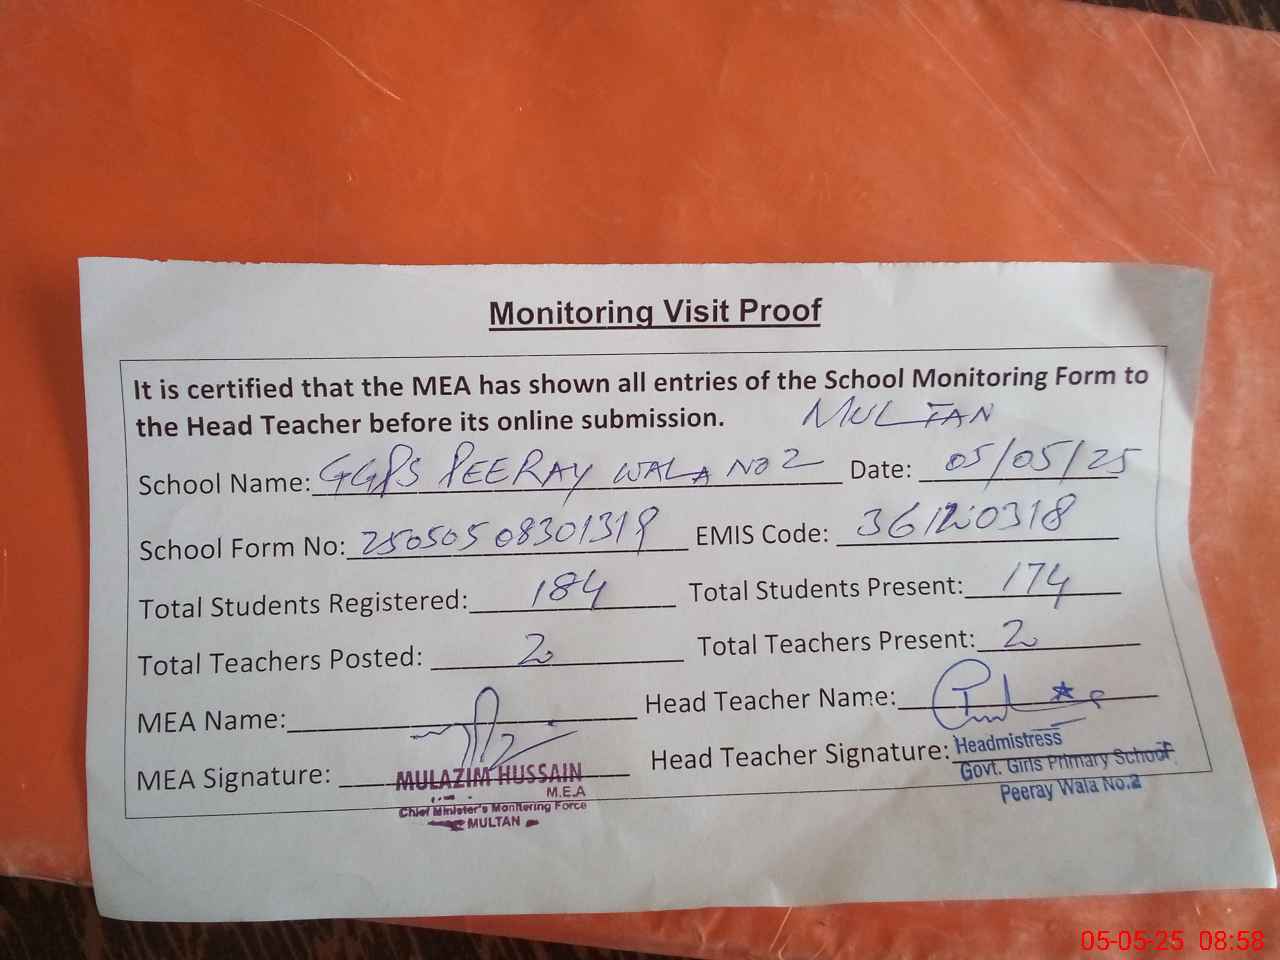 Monitoring Visit Proof
It is certified that the MEA has shown all entries of the School Monitoring Form to
the Head Teacher before its online submission. MULTAN
School Name: GGPS PEERAY WALA NO 2 Date: 05/05/25
School Form No: 25050508301319 EMIS Code: 36120318
Total Students Registered: 184 Total Students Present: 174
Total Teachers Posted: 2 Total Teachers Present: 2
MEA Name: Head Teacher Name:
MEA Signature: Head Teacher Signature:
MULAZIM HUSSAIN
M.E.A
Chief Minister's Monitering Force
MULTAN
Headmistress
Govt. Girls Primary School
Peeray Wala No.2
05-05-25 08:58